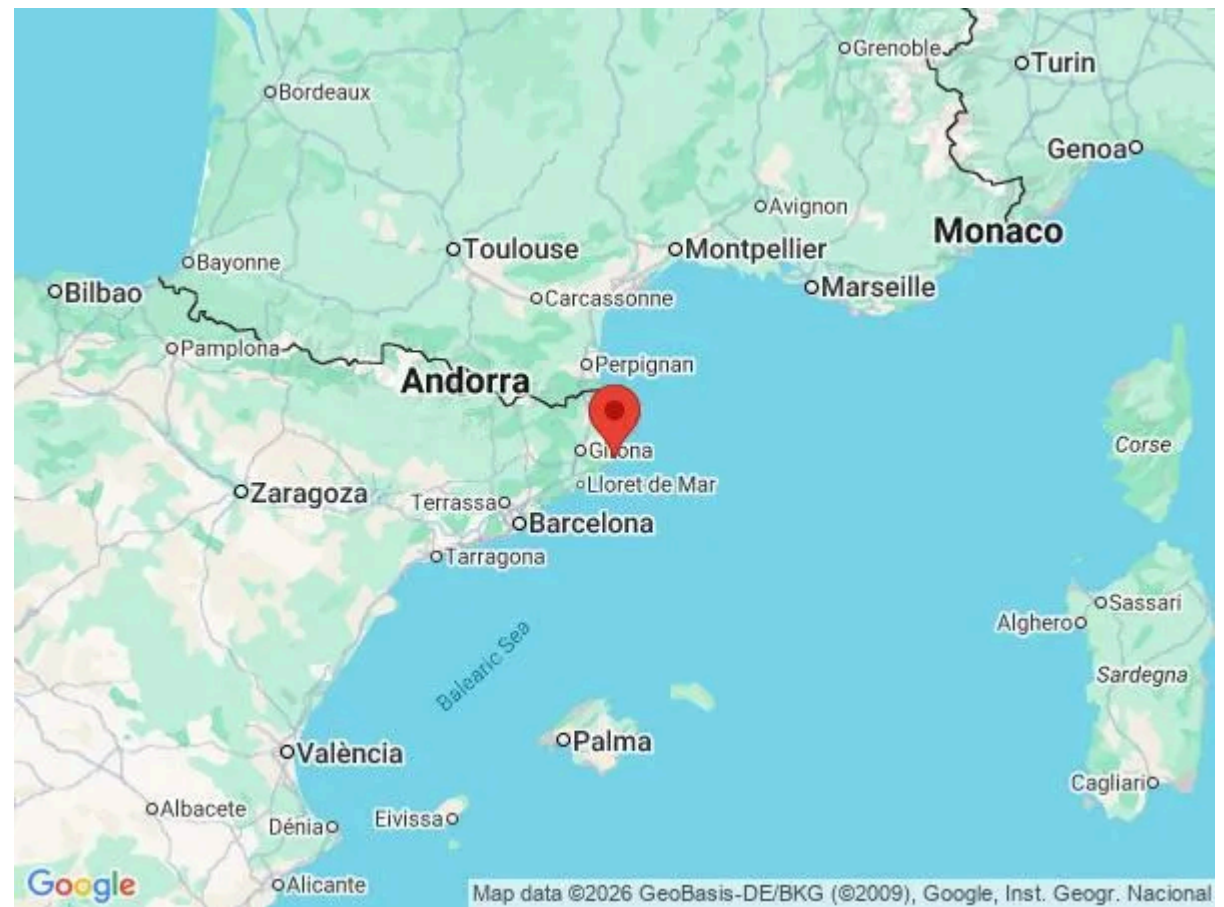 Grenoble
Turin
Bordeaux
Genoa
Avignon
Monaco
Toulouse
Montpellier
Bayonne
Marseille
Bilbao
Carcassonne
Pamplona
Perpignan
Andorra
Corse
Girona
Lloret de Mar
Zaragoza
Terrassa
Barcelona
Tarragona
Sassari
Alghero
Balearic Sea
Sardegna
Palma
València
Cagliari
Albacete
Eivissa
Dénia
Alicante
Google
Map data ©2026 GeoBasis-DE/BKG (©2009), Google, Inst. Geogr. Nacional